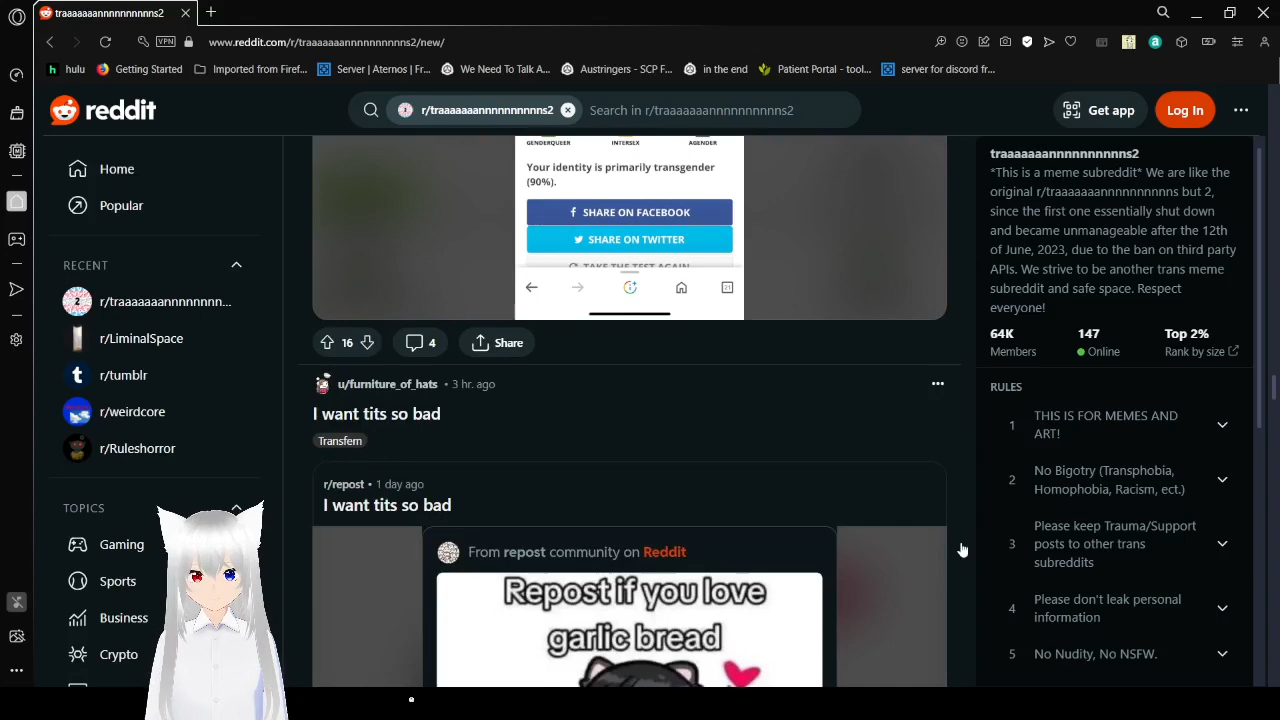 traaaaaaannnnnnnnnns2
VPN
www.reddit.com/r/traaaaaaannnnnnnnnns2/new/
hulu
Getting Started
Imported from Firef...
Server | Aternos | Fr...
We Need To Talk A...
Austringers - SCP F...
in the end
Patient Portal - tool...
server for discord fr...
reddit
r/traaaaaaannnnnnnnnns2
Search in r/traaaaaaannnnnnnnnns2
Get app
Log In
Home
Popular
RECENT
r/traaaaaaannnnnnn...
r/LiminalSpace
r/tumblr
r/weirdcore
r/Ruleshorror
TOPICS
Gaming
Sports
Business
Crypto
GENDERQUEER
INTERSEX
AGENDER
Your identity is primarily transgender
(90%).
SHARE ON FACEBOOK
SHARE ON TWITTER
TAKE THE TEST AGAIN
21
16
4
Share
u/furniture_of_hats • 3 hr. ago
I want tits so bad
Transfem
r/repost • 1 day ago
I want tits so bad
From repost community on Reddit
Repost if you love
garlic bread
traaaaaaannnnnnnnnns2
*This is a meme subreddit* We are like the
original r/traaaaaaannnnnnnnnns but 2,
since the first one essentially shut down
and became unmanageable after the 12th
of June, 2023, due to the ban on third party
APIs. We strive to be another trans meme
subreddit and safe space. Respect
everyone!
64K
Members
147
Online
Top 2%
Rank by size
RULES
1
THIS IS FOR MEMES AND
ART!
2
No Bigotry (Transphobia,
Homophobia, Racism, ect.)
3
Please keep Trauma/Support
posts to other trans
subreddits
4
Please don't leak personal
information
5
No Nudity, No NSFW.